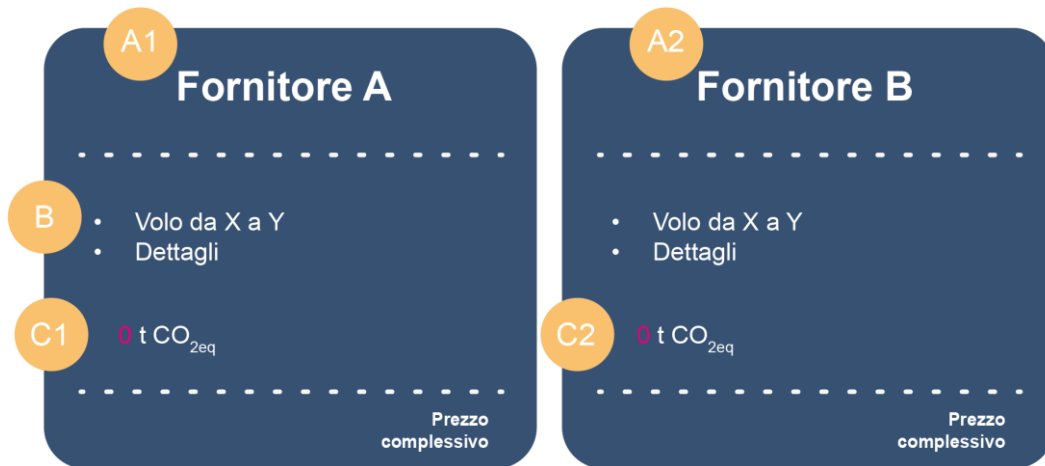 A1
Fornitore A
B
• Volo da X a Y
• Dettagli
C1
0 t CO2eq
Prezzo
complessivo
A2
Fornitore B
• Volo da X a Y
• Dettagli
C2
0 t CO2eq
Prezzo
complessivo